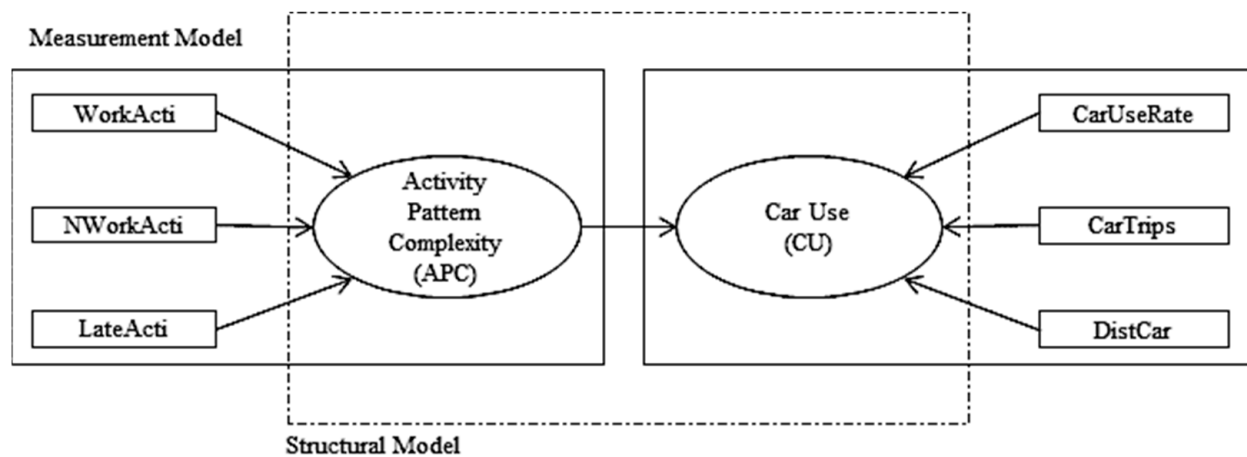 Measurement Model
WorkActi
NWorkActi
LateActi
Activity
Pattern
Complexity
(APC)
Car Use
(CU)
CarUseRate
CarTrips
DistCar
Structural Model